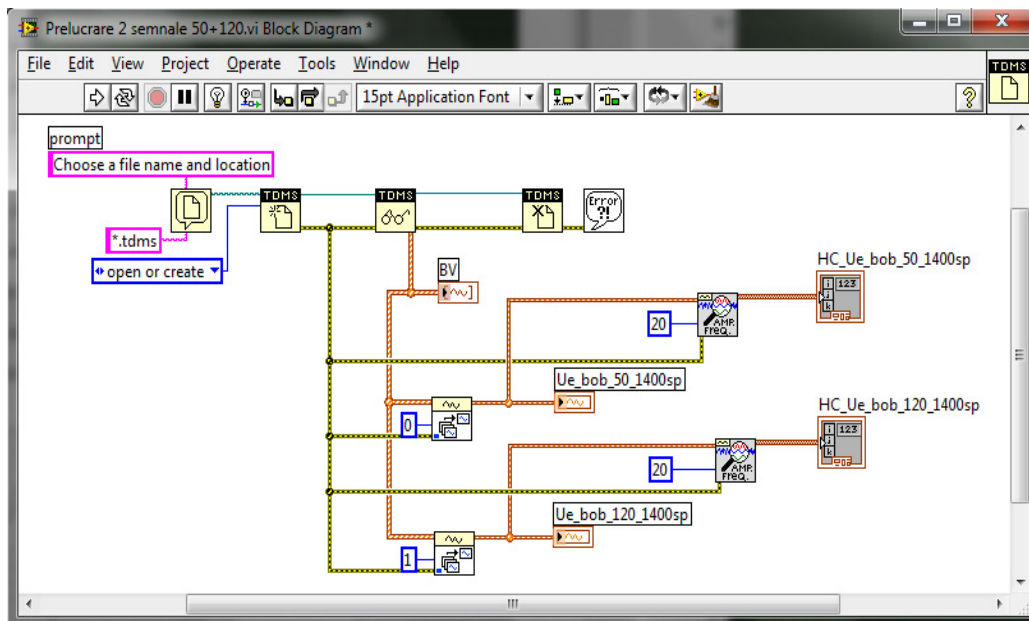 Prelucrare 2 semnale 50+120.vi Block Diagram *
File Edit View Project Operate Tools Window Help
15pt Application Font
TDMS
prompt
Choose a file name and location
TDMS
TDMS
TDMS
Error
?!
*.tdms
open or create
BV
HC_Ue_bob_50_1400sp
i 123
j
k
20
AMP.
Freq.
Ue_bob_50_1400sp
0
HC_Ue_bob_120_1400sp
i 123
j
k
20
AMP.
Freq.
Ue_bob_120_1400sp
1